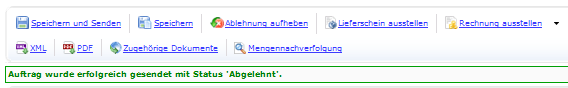 Speichern und Senden Speichern Ablehnung aufheben Lieferschein ausstellen Rechnung ausstellen
XML PDF Zugehörige Dokumente Mengennachverfolgung
Auftrag wurde erfolgreich gesendet mit Status 'Abgelehnt'.